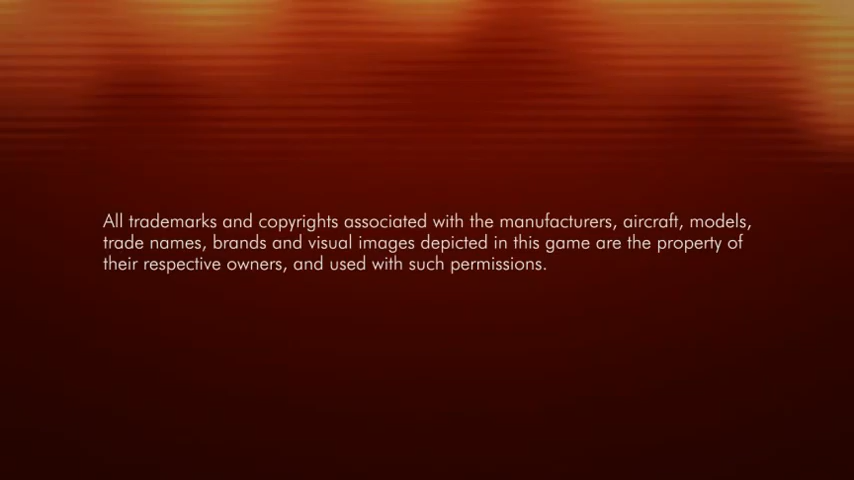 All trademarks and copyrights associated with the manufacturers, aircraft, models,
trade names, brands and visual images depicted in this game are the property of
their respective owners, and used with such permissions.